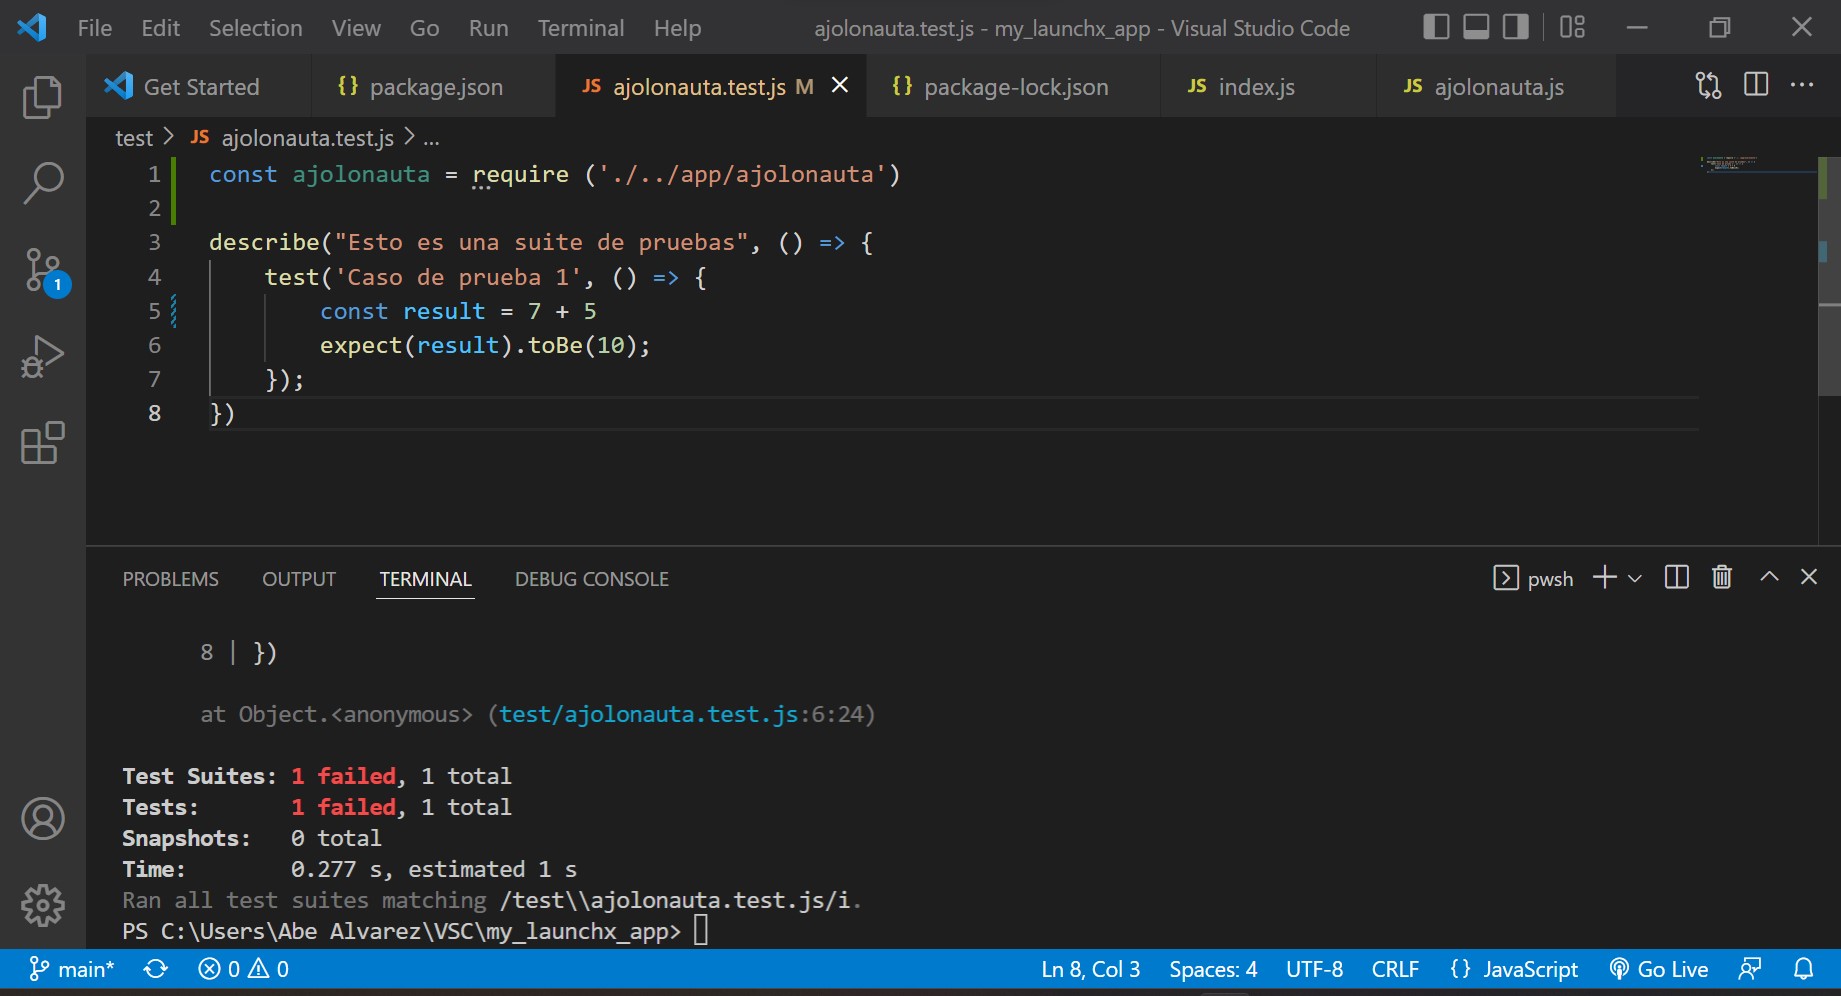 File Edit Selection View Go Run Terminal Help ajolonauta.test.js - my_launchx_app - Visual Studio Code
Get Started {} package.json JS ajolonauta.test.js M {} package-lock.json JS index.js JS ajolonauta.js
test > JS ajolonauta.test.js > ...
1 const ajolonauta = require ('./../app/ajolonauta')
2
3 describe("Esto es una suite de pruebas", () => {
4 test('Caso de prueba 1', () => {
1
5 const result = 7 + 5
6 expect(result).toBe(10);
7 });
8 })
PROBLEMS OUTPUT TERMINAL DEBUG CONSOLE pwsh
8 | })
at Object.<anonymous> (test/ajolonauta.test.js:6:24)
Test Suites: 1 failed, 1 total
Tests: 1 failed, 1 total
Snapshots: 0 total
Time: 0.277 s, estimated 1 s
Ran all test suites matching /test\\ajolonauta.test.js/i.
PS C:\Users\Abe Alvarez\VSC\my_launchx_app>
main* 0 0 Ln 8, Col 3 Spaces: 4 UTF-8 CRLF {} JavaScript Go Live